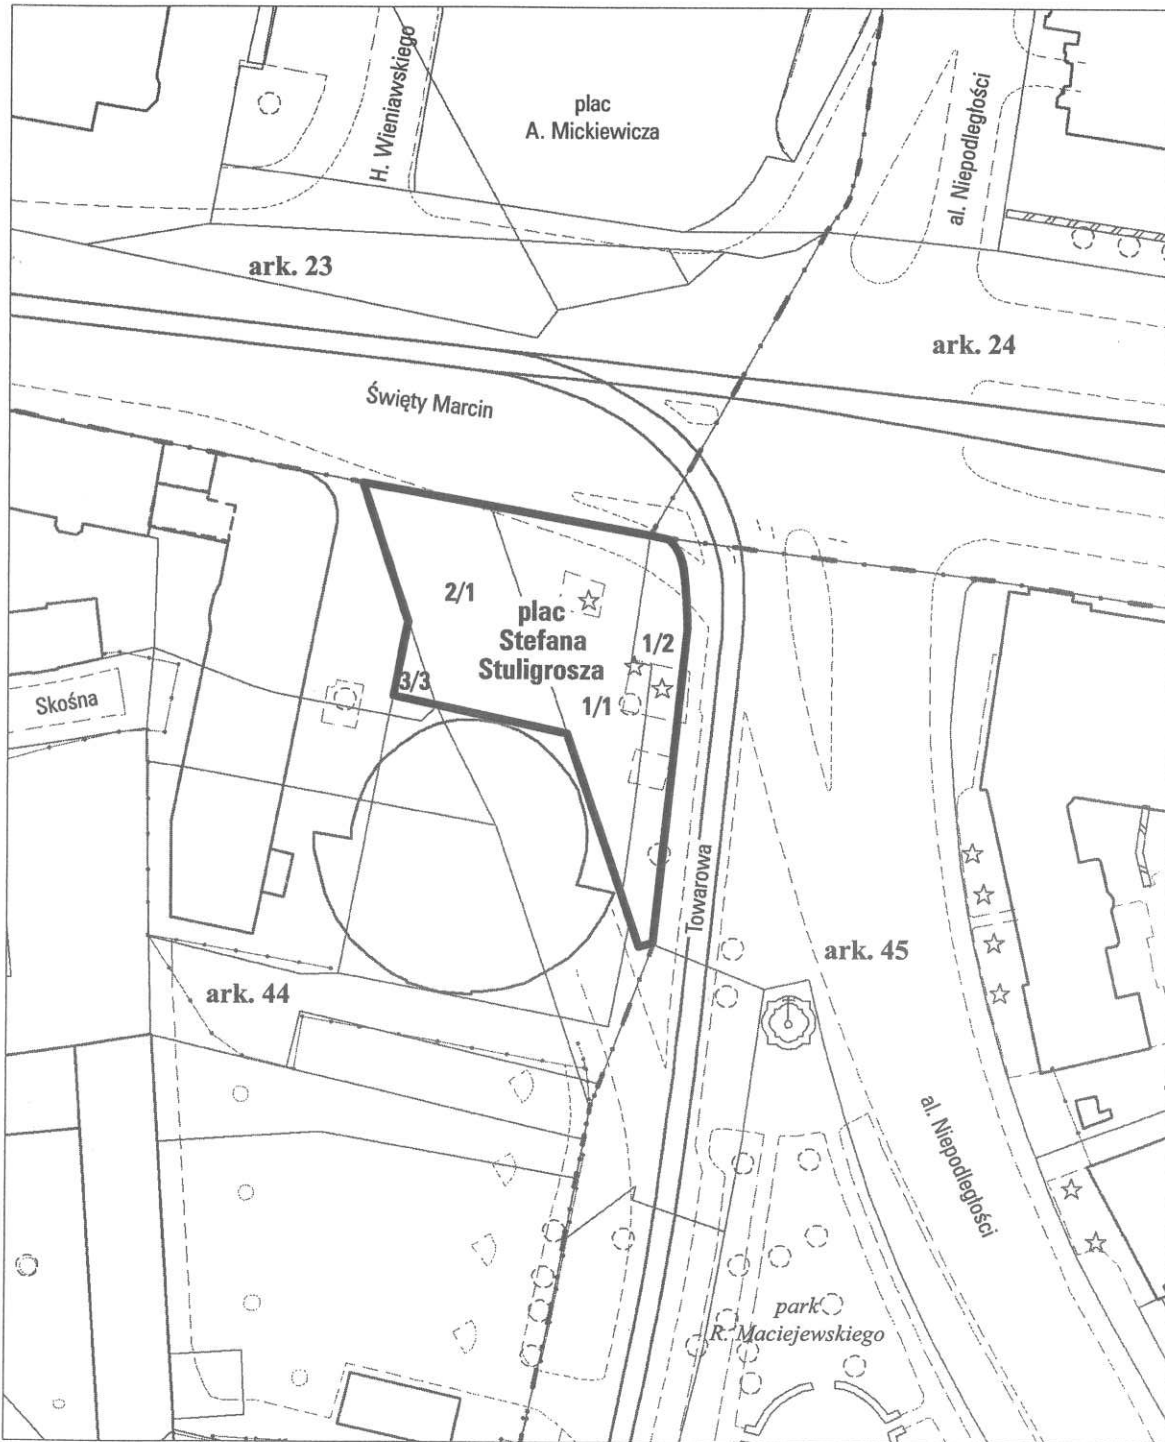 plac
A. Mickiewicza
H. Wieniawskiego
al. Niepodległości
ark. 23
ark. 24
Święty Marcin
2/1
plac
Stefana
Stuligrosza
1/2
3/3
1/1
Skośna
Towarowa
ark. 45
ark. 44
al. Niepodległości
park
R. Maciejewskiego